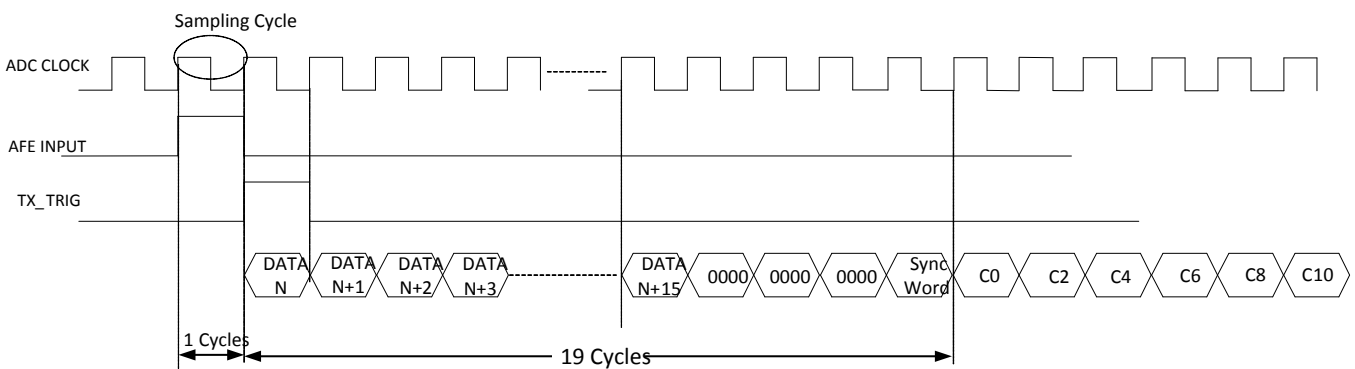 Sampling Cycle
ADC CLOCK
AFE INPUT
TX_TRIG
DATA N
DATA N+1
DATA N+2
DATA N+3
DATA N+15
0000
0000
0000
Sync Word
C0
C2
C4
C6
C8
C10
1 Cycles
19 Cycles